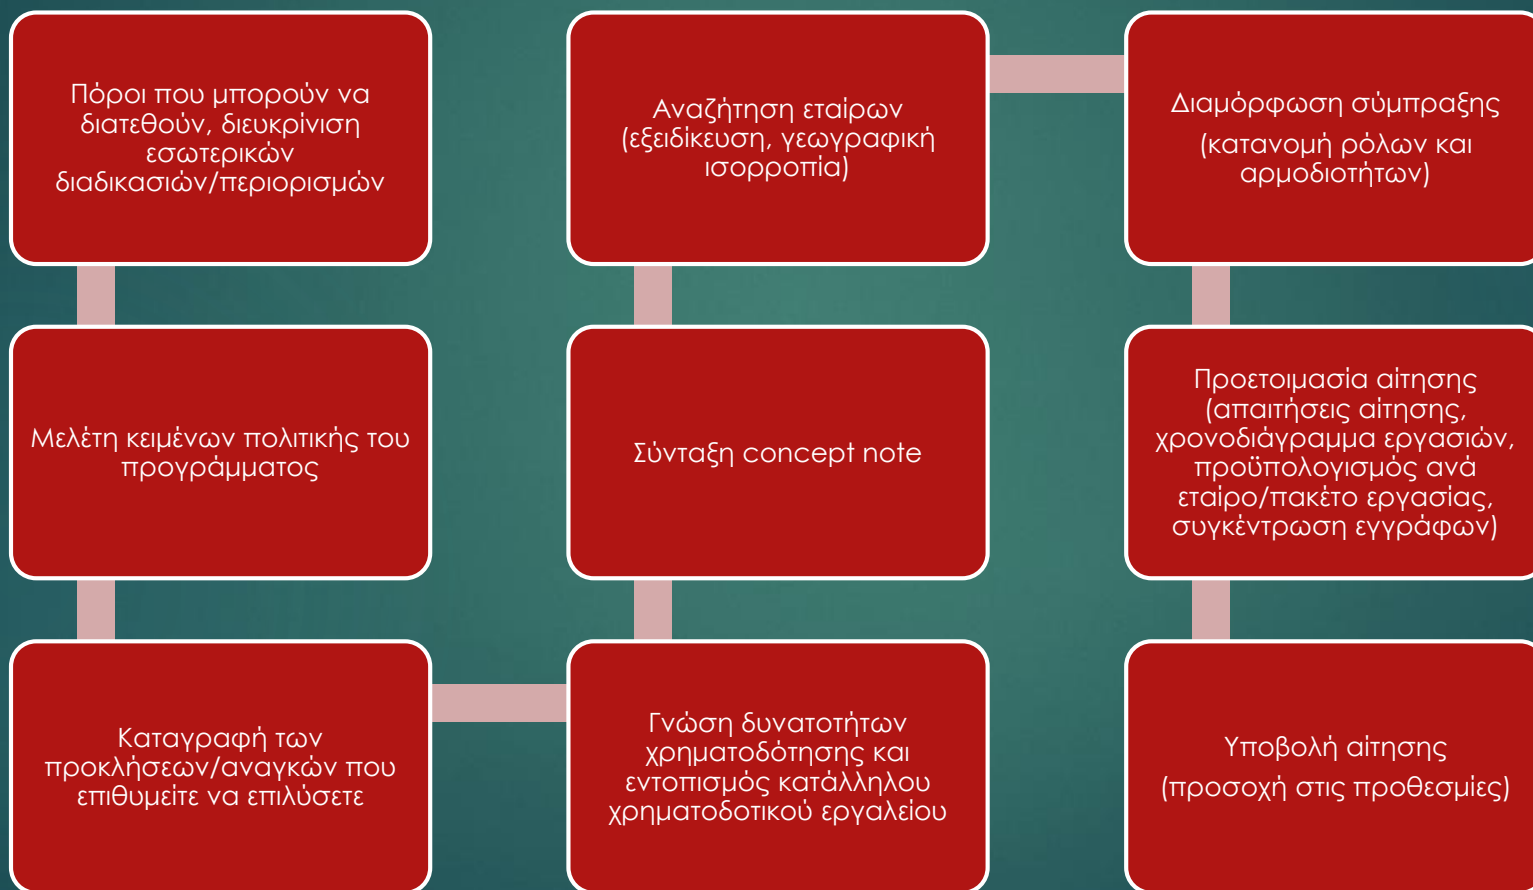 Πόροι που μπορούν να
διατεθούν, διευκρίνιση
εσωτερικών
διαδικασιών/περιορισμών
Μελέτη κειμένων πολιτικής του
προγράμματος
Καταγραφή των
προκλήσεων/αναγκών που
επιθυμείτε να επιλύσετε
Γνώση δυνατοτήτων
χρηματοδότησης και
εντοπισμός κατάλληλου
χρηματοδοτικού εργαλείου
Σύνταξη concept note
Αναζήτηση εταίρων
(εξειδίκευση, γεωγραφική
ισορροπία)
Διαμόρφωση σύμπραξης
(κατανομή ρόλων και
αρμοδιοτήτων)
Προετοιμασία αίτησης
(απαιτήσεις αίτησης,
χρονοδιάγραμμα εργασιών,
προϋπολογισμός ανά
εταίρο/πακέτο εργασίας,
συγκέντρωση εγγράφων)
Υποβολή αίτησης
(προσοχή στις προθεσμίες)